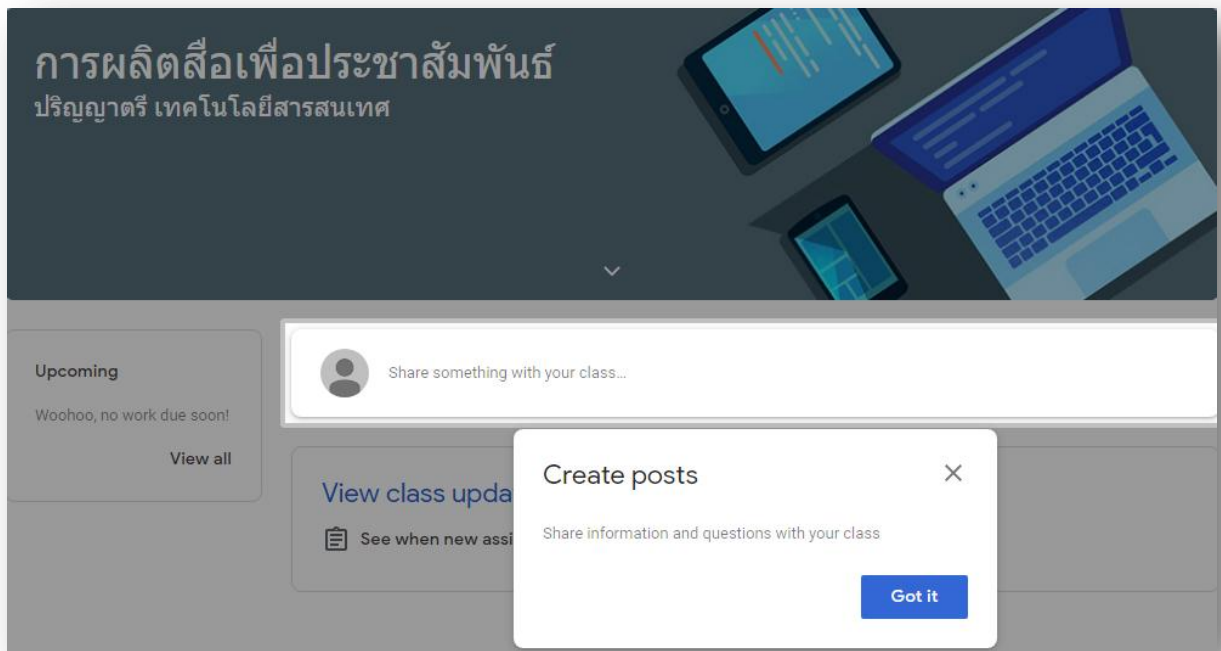 การผลิตสื่อเพื่อประชาสัมพันธ์
ปริญญาตรี เทคโนโลยีสารสนเทศ
Upcoming
Woohoo, no work due soon!
View all
Share something with your class...
View class upda
See when new assi
Create posts
Share information and questions with your class
Got it